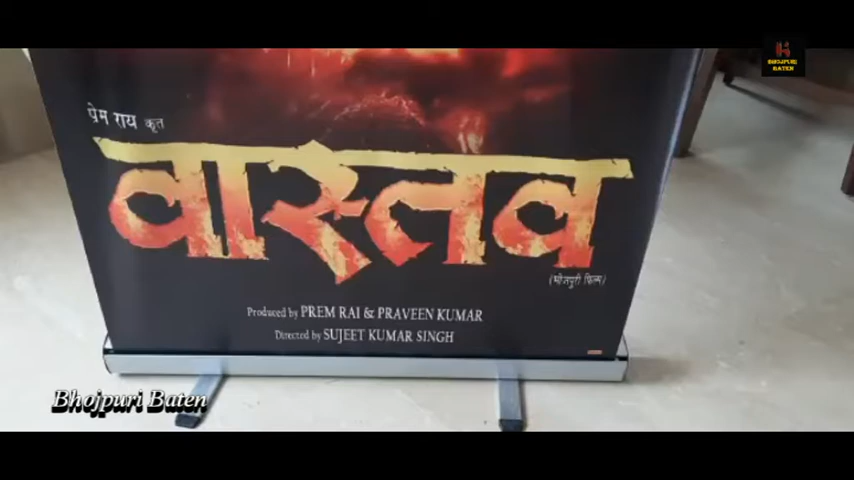 BHOJPURI
BATEN
प्रेम राय कृत
वास्तव
(भोजपुरी फिल्म)
Produced by PREM RAI & PRAVEEN KUMAR
Directed by SUJEET KUMAR SINGH
Bhojpuri Baten